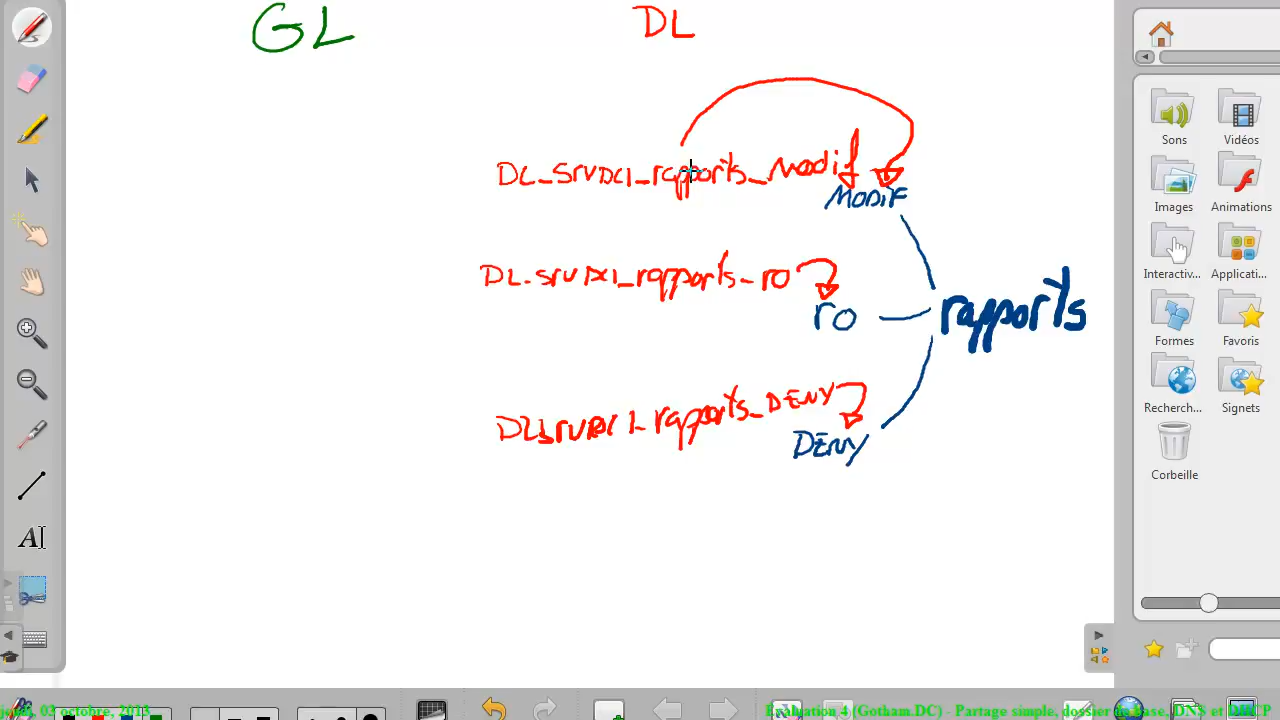 GL
DL
DL_SRVDC1_rapports_Modif
MODIF
DL_SRVDC1_rapports_ro
ro
rapports
DL_SRVDC1_rapports_DENY
DENY
Sons
Vidéos
Images
Animations
Interactiv...
Applicati...
Formes
Favoris
Recherch...
Signets
Corbeille
jeudi, 03 octobre, 2013
Evaluation 4 (Gotham.DC) - Partage simple, dossier de base, DNS et DHCP